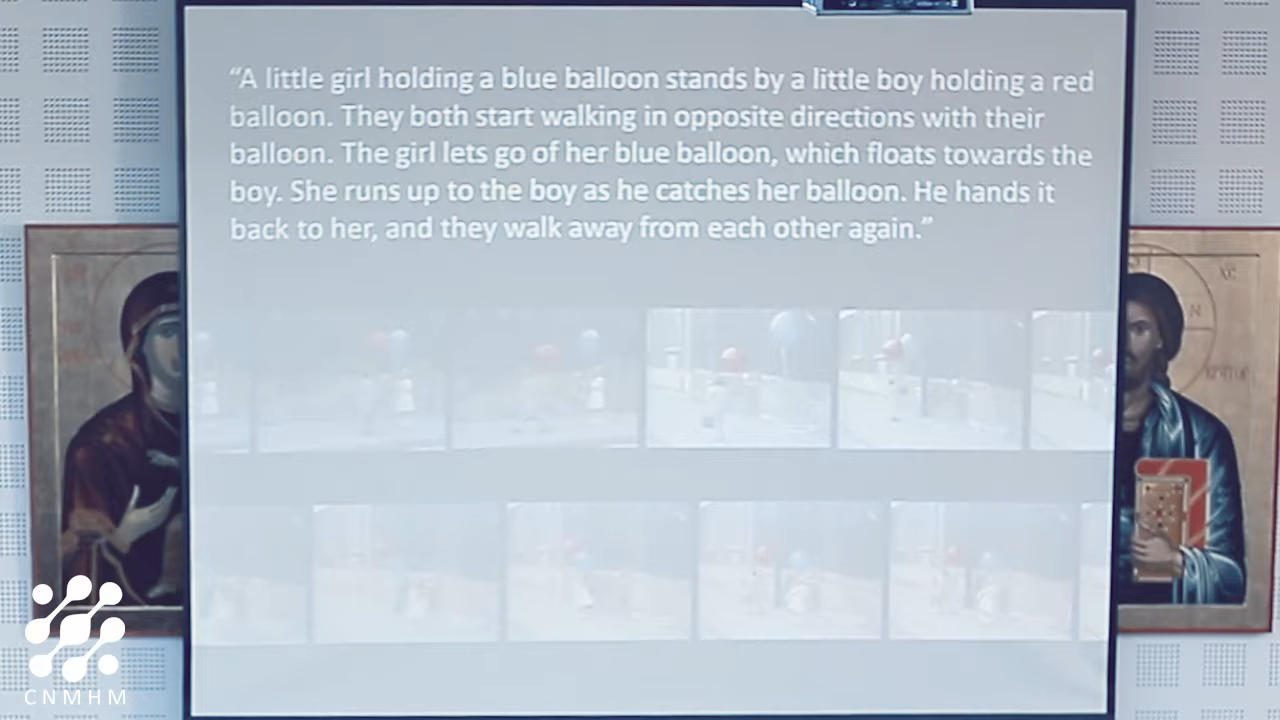 “A little girl holding a blue balloon stands by a little boy holding a red
balloon. They both start walking in opposite directions with their
balloon. The girl lets go of her blue balloon, which floats towards the
boy. She runs up to the boy as he catches her balloon. He hands it
back to her, and they walk away from each other again.”
CNMHM